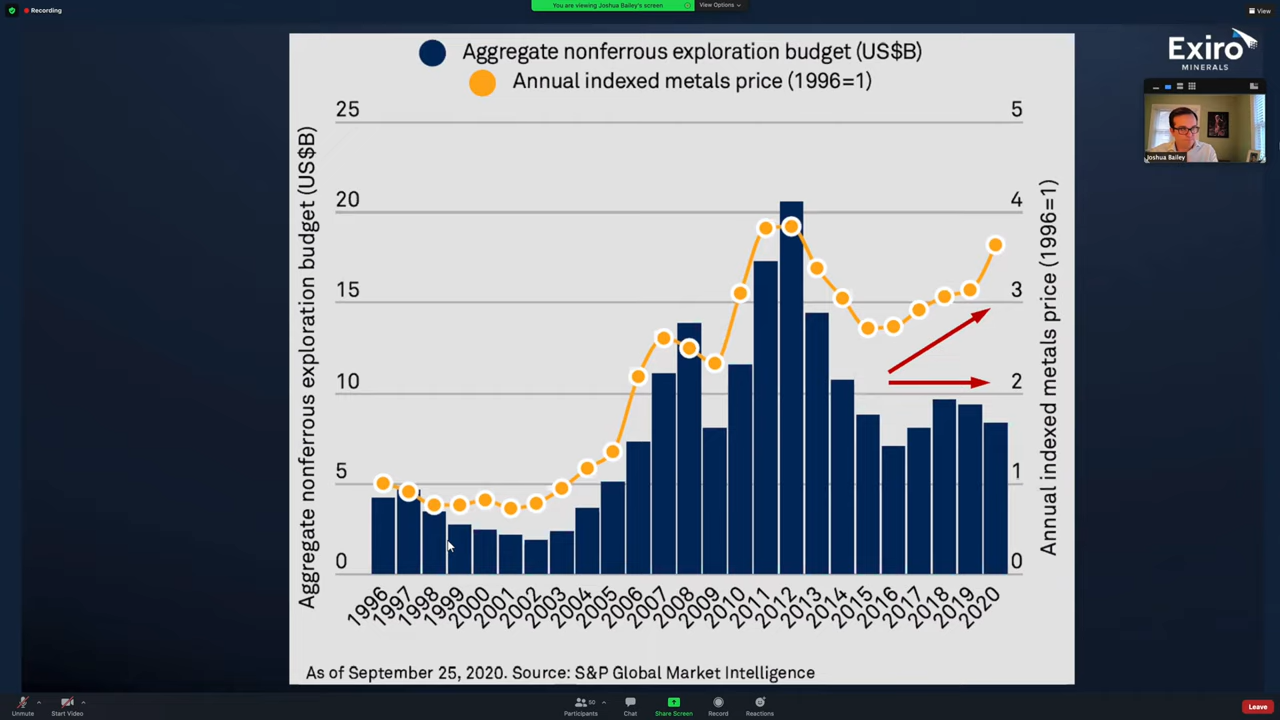 Recording
You are viewing Joshua Bailey's screen
View Options
View
Exiro
MINERALS
Joshua Bailey
Aggregate nonferrous exploration budget (US$B)
Annual indexed metals price (1996=1)
25
20
15
10
5
0
Aggregate nonferrous exploration budget (US$B)
5
4
3
2
1
0
Annual indexed metals price (1996=1)
1996
1997
1998
1999
2000
2001
2002
2003
2004
2005
2006
2007
2008
2009
2010
2011
2012
2013
2014
2015
2016
2017
2018
2019
2020
As of September 25, 2020. Source: S&P Global Market Intelligence
Unmute
Start Video
Participants
50
Chat
Share Screen
Record
Reactions
Leave